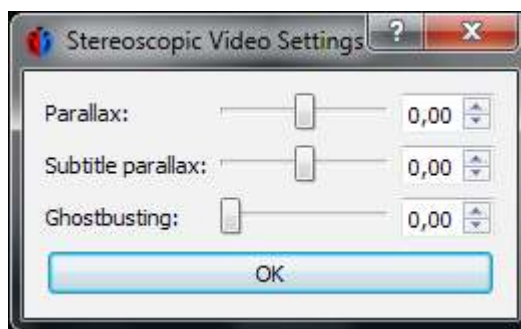 Stereoscopic Video Settings ?
Parallax: 0,00
Subtitle parallax: 0,00
Ghostbusting: 0,00
OK